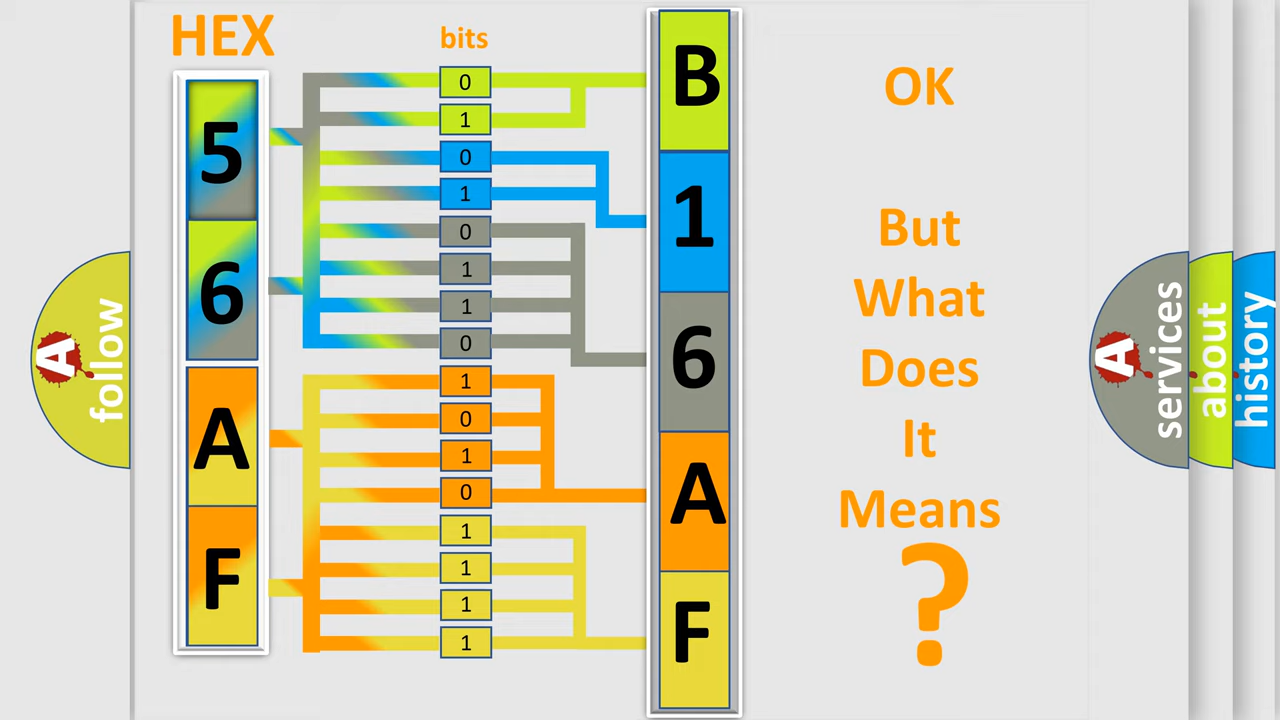 HEX
bits
5
6
A
F
0
1
0
1
0
1
1
0
1
0
1
0
1
1
1
1
B
1
6
A
F
OK
But
What
Does
It
Means
?
A
follow
A
services
about
history